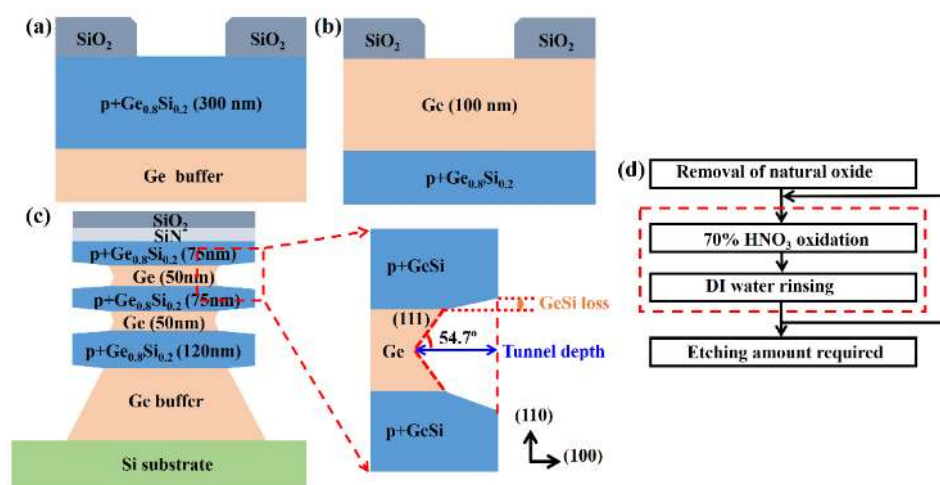 (a)
SiO2
SiO2
p+Ge0.8Si0.2 (300 nm)
Ge buffer
(b)
SiO2
SiO2
Ge (100 nm)
p+Ge0.8Si0.2
(c)
SiO2
SiN
p+Ge0.8Si0.2 (75nm)
Ge (50nm)
p+Ge0.8Si0.2 (75nm)
Ge (50nm)
p+Ge0.8Si0.2 (120nm)
Ge buffer
Si substrate
p+GeSi
GeSi loss
(111)
54.7°
Ge
Tunnel depth
p+GeSi
(110)
(100)
(d)
Removal of natural oxide
70% HNO3 oxidation
DI water rinsing
Etching amount required